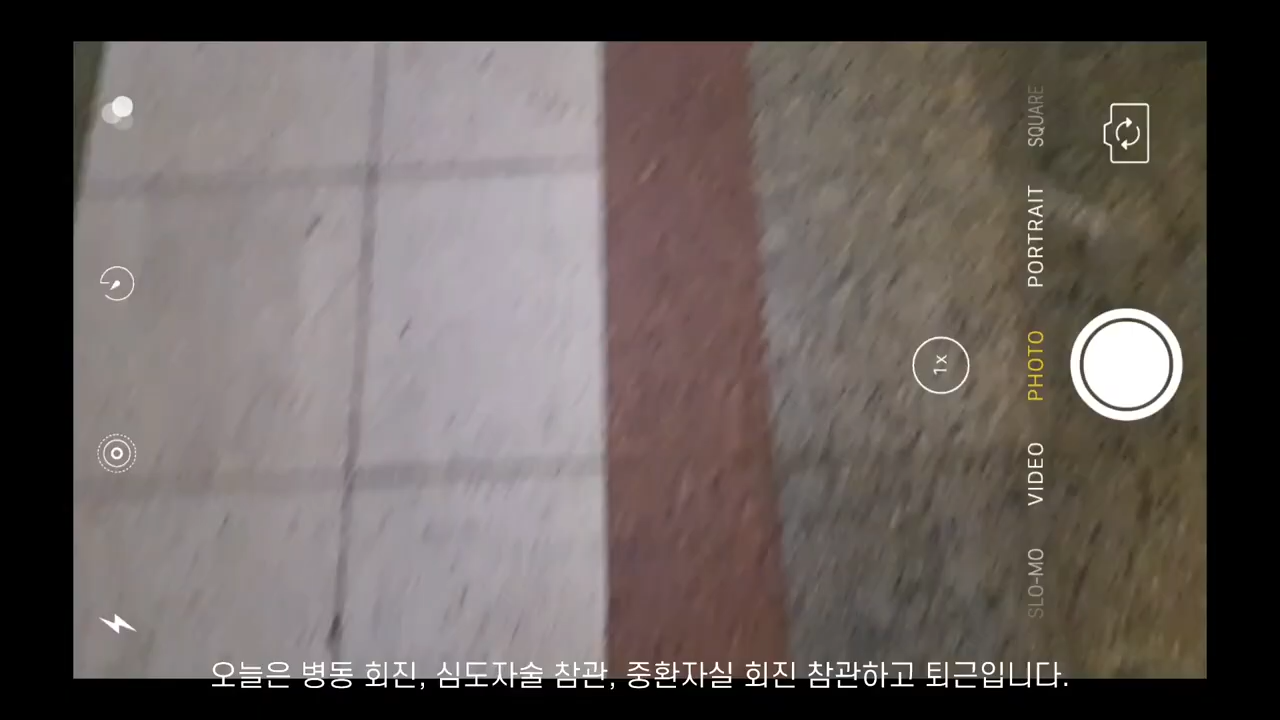 SQUARE
PORTRAIT
PHOTO
VIDEO
SLO-MO
1x
오늘은 병동 회진, 심도자술 참관, 중환자실 회진 참관하고 퇴근입니다.